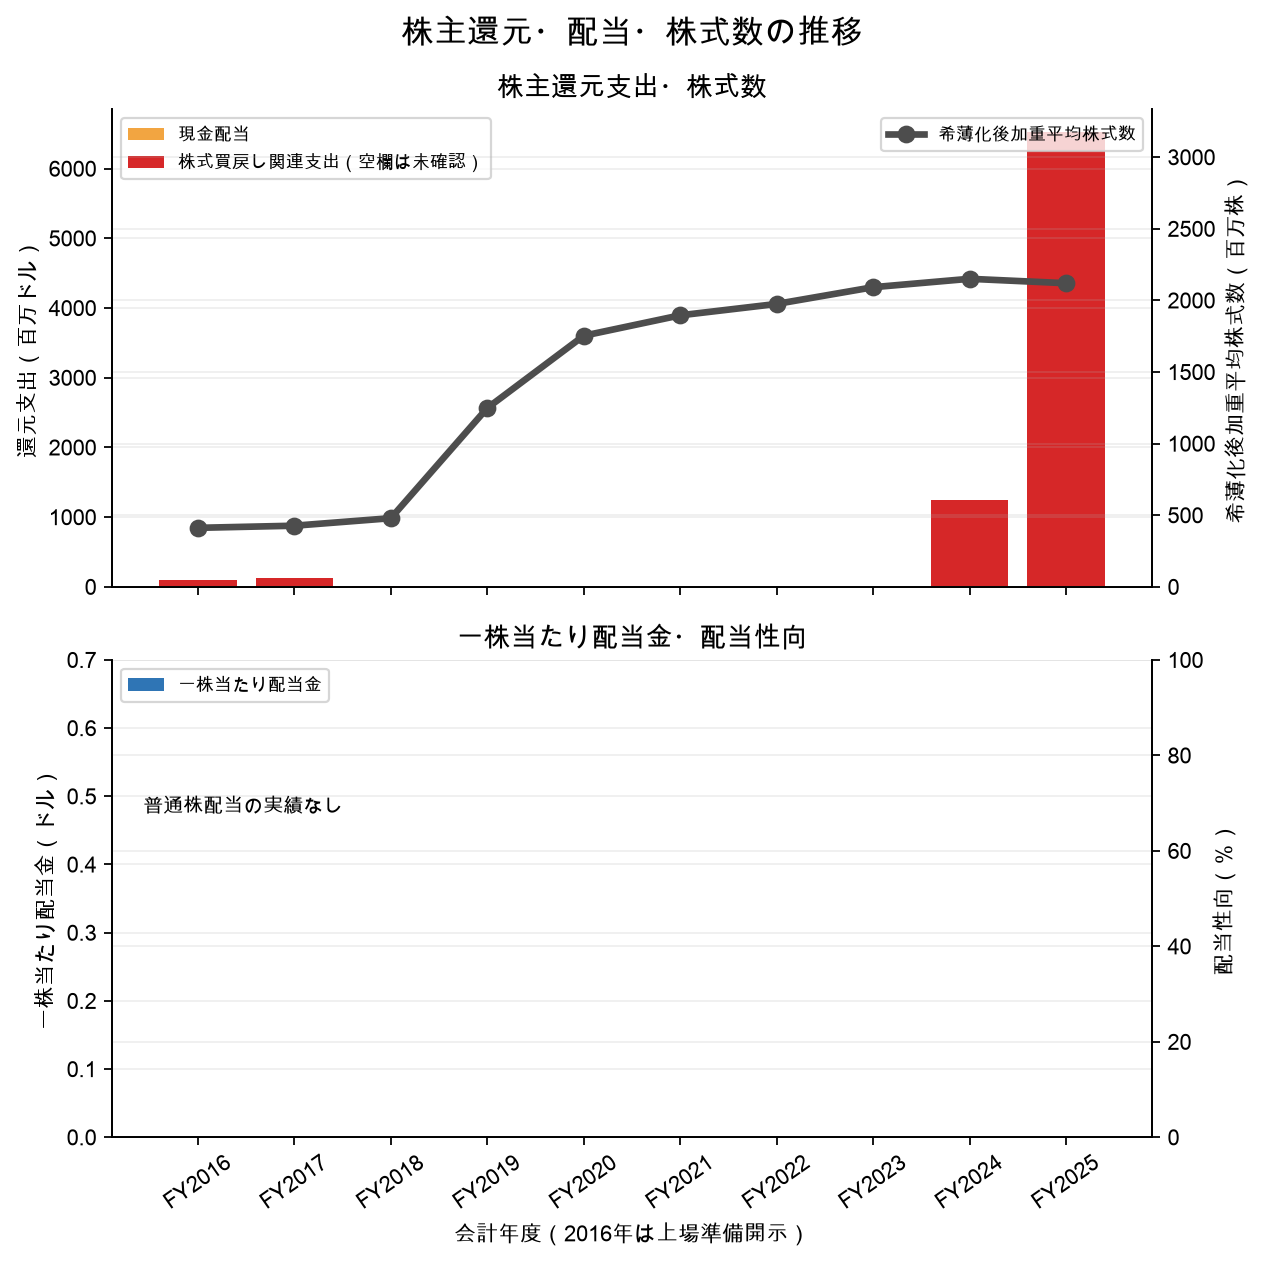 株主還元・配当・株式数の推移
株主還元支出・株式数
現金配当
株式買戻し関連支出(空欄は未確認)
希薄化後加重平均株式数
還元支出(百万ドル)
6000
5000
4000
3000
2000
1000
0
3000
2500
2000
1500
1000
500
0
希薄化後加重平均株式数(百万株)
一株当たり配当金・配当性向
一株当たり配当金
普通株配当の実績なし
一株当たり配当金(ドル)
0.7
0.6
0.5
0.4
0.3
0.2
0.1
0.0
100
80
60
40
20
0
配当性向(%)
FY2016
FY2017
FY2018
FY2019
FY2020
FY2021
FY2022
FY2023
FY2024
FY2025
会計年度(2016年は上場準備開示)